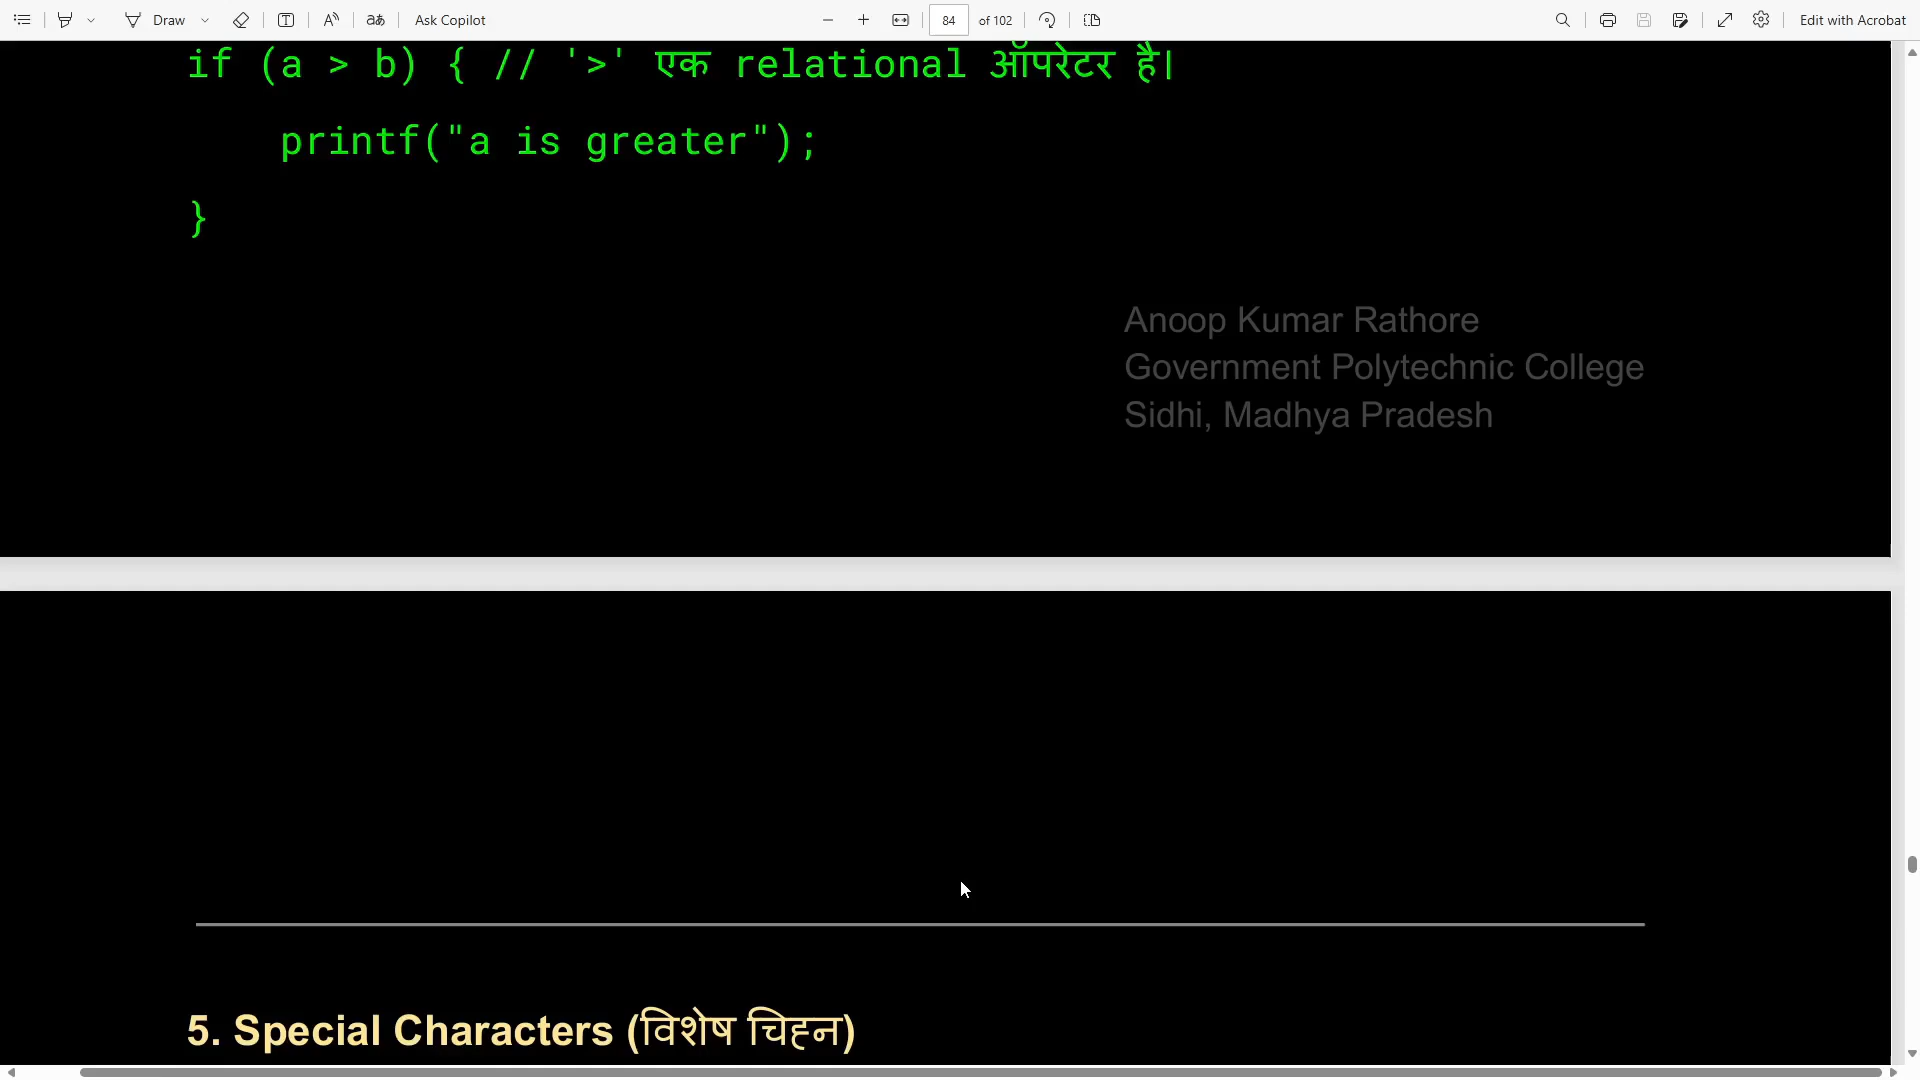 Draw
Ask Copilot
84 of 102
Edit with Acrobat
if (a > b) { // '>' एक relational ऑपरेटर है।
printf("a is greater");
}
Anoop Kumar Rathore
Government Polytechnic College
Sidhi, Madhya Pradesh
5. Special Characters (विशेष चिह्न)